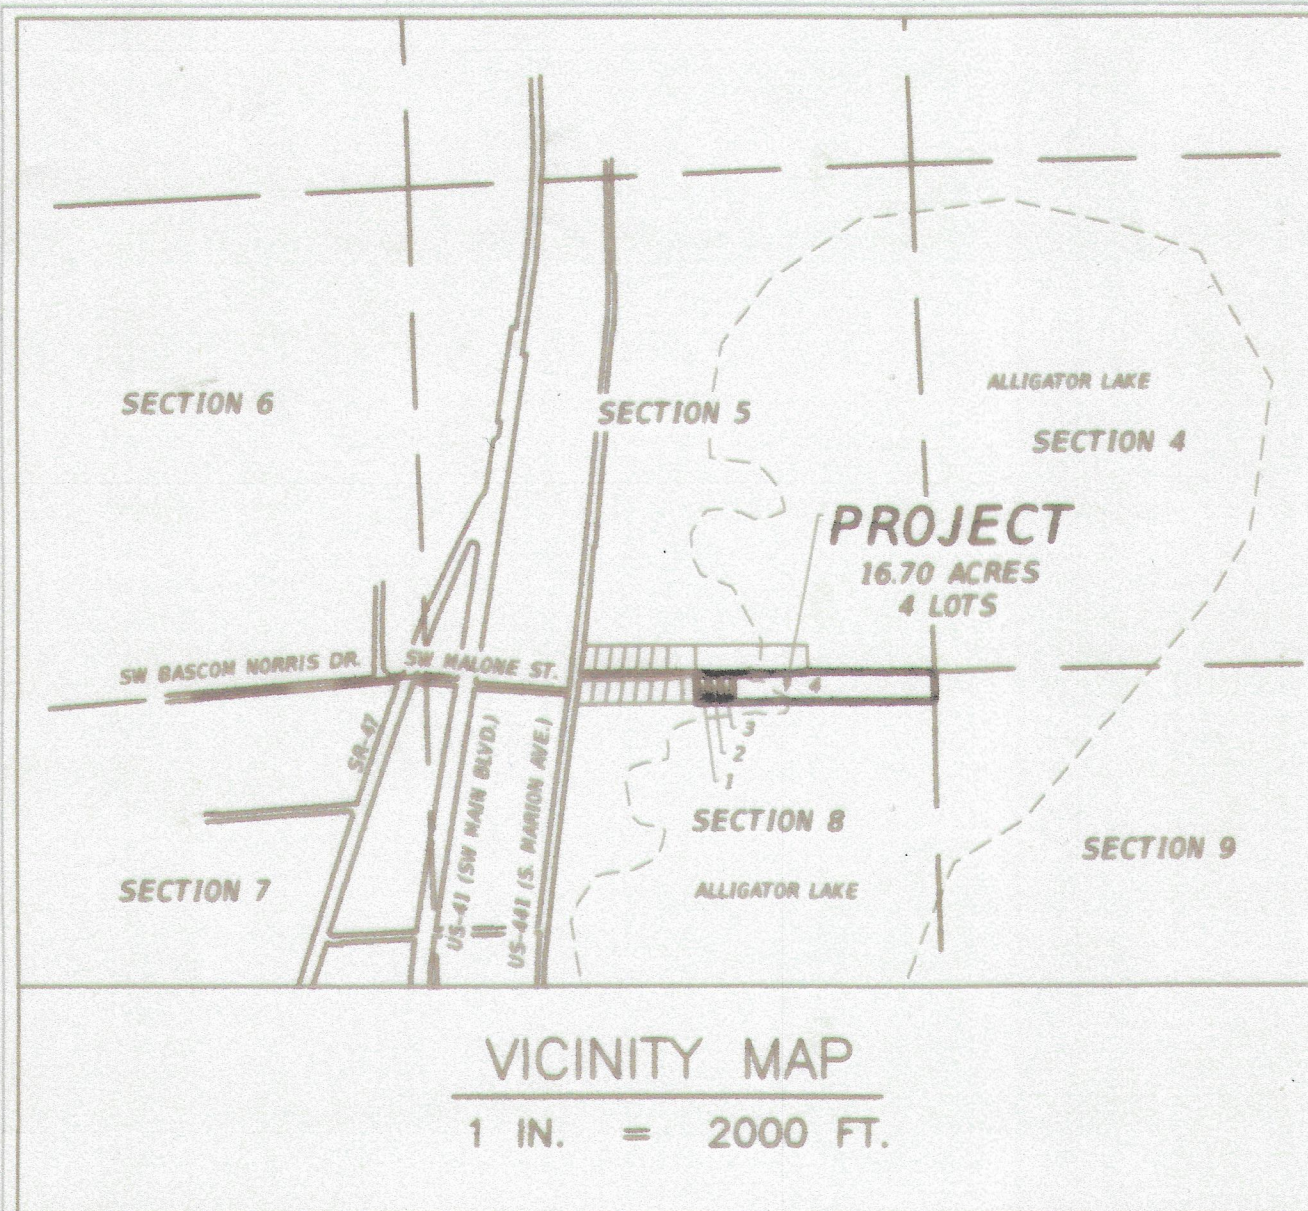 SECTION 6
SECTION 5
ALLIGATOR LAKE
SECTION 4
PROJECT
16.70 ACRES
4 LOTS
SW BASCOM NORRIS DR.
SW MALONE ST.
4
3
2
1
SR-47
US-41 (SW MAIN BLVD.)
US-441 (S. MARION AVE.)
SECTION 8
SECTION 9
SECTION 7
ALLIGATOR LAKE
VICINITY MAP
1 IN. = 2000 FT.